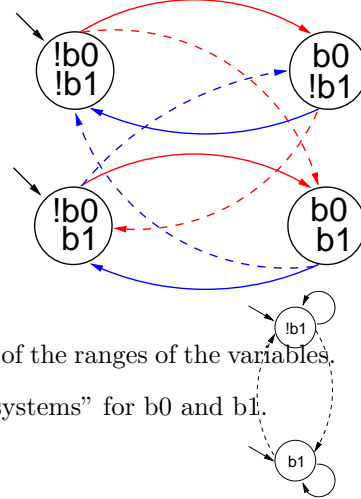 !b0
!b1
b0
!b1
!b0
b1
b0
b1
!b1
of the ranges of the variables.
systems” for b0 and b1.
b1